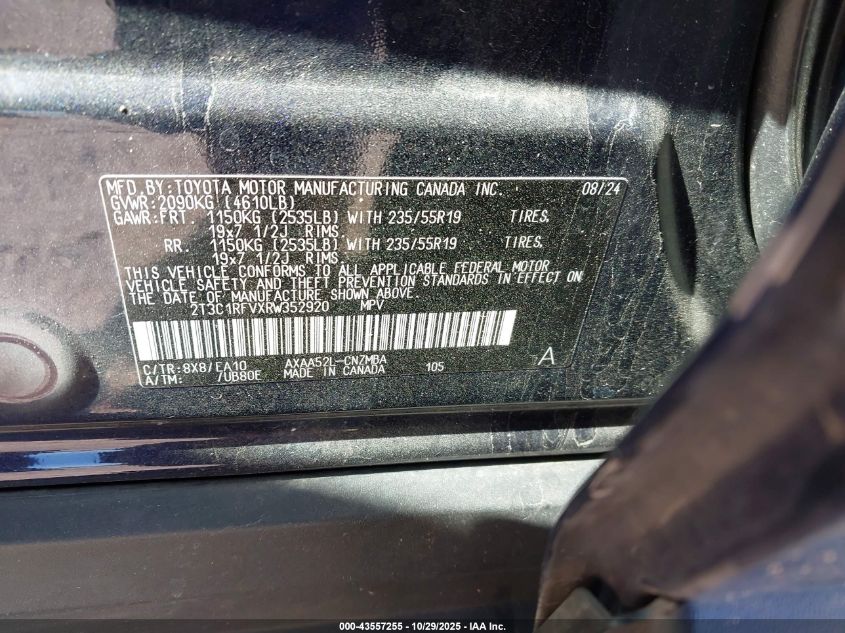 MFD. BY: TOYOTA MOTOR MANUFACTURING CANADA INC. 08/24
GVWR: 2090KG (4610LB)
GAWR: FRT. 1150KG (2535LB) WITH 235/55R19 TIRES,
19x7 1/2J RIMS.
RR. 1150KG (2535LB) WITH 235/55R19 TIRES,
19x7 1/2J RIMS.
THIS VEHICLE CONFORMS TO ALL APPLICABLE FEDERAL MOTOR
VEHICLE SAFETY AND THEFT PREVENTION STANDARDS IN EFFECT ON
THE DATE OF MANUFACTURE SHOWN ABOVE.
2T3C1RFVXRW352920 MPV
C/TR: 8X8/EA10 AXAA52L-CNZMBA 105 A
A/TM: /UB80E MADE IN CANADA
000-43557255 - 10/29/2025 - IAA Inc.